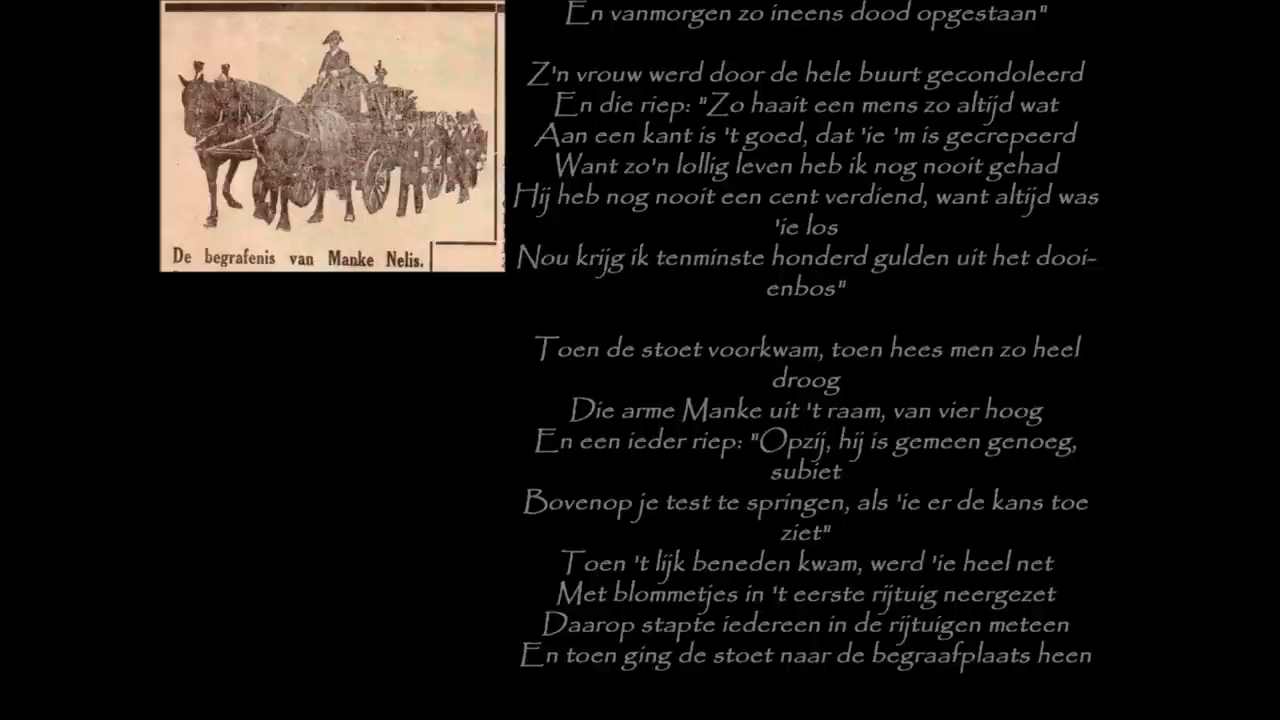 En vanmorgen zo ineens dood opgestaan"
Z'n vrouw werd door de hele buurt gecondoleerd
En die riep: "Zo haait een mens zo altijd wat
Aan een kant is 't goed, dat 'ie 'm is gecrepeerd
Want zo'n lollig leven heb ik nog nooit gehad
Hij heb nog nooit een cent verdiend, want altijd was
'ie los
Nou krijg ik tenminste honderd gulden uit het dooi-
enbos"
Toen de stoet voorkwam, toen hees men zo heel
droog
Die arme Manke uit 't raam, van vier hoog
En een ieder riep: "Opzij, hij is gemeen genoeg,
subiet
Bovenop je test te springen, als 'ie er de kans toe
ziet"
Toen 't lijk beneden kwam, werd 'ie heel net
Met blommetjes in 't eerste rijtuig neergezet
Daarop stapte iedereen in de rijtuigen meteen
En toen ging de stoet naar de begraafplaats heen
De begrafenis van Manke Nelis.